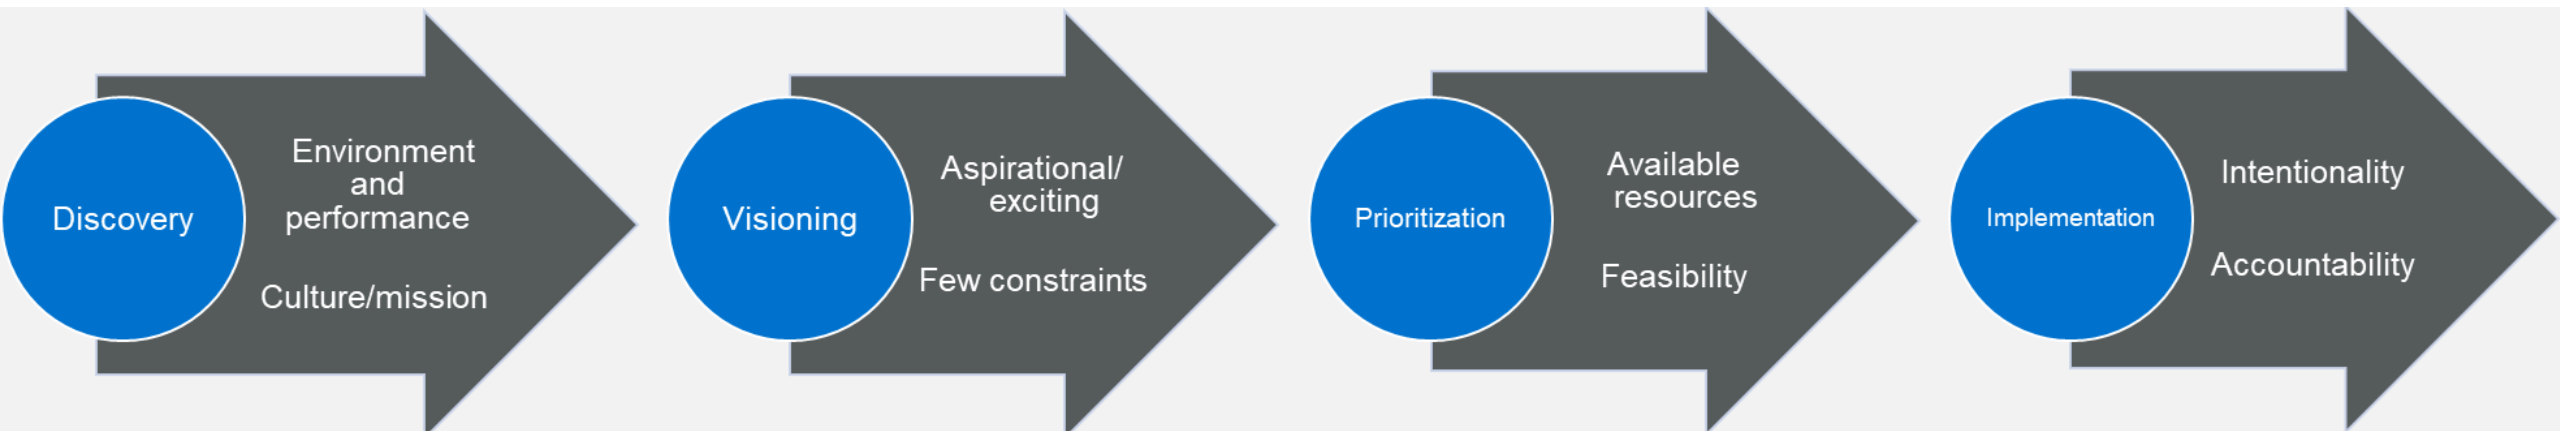 Discovery
Environment
and
performance
Culture/mission
Visioning
Aspirational/
exciting
Few constraints
Prioritization
Available
resources
Feasibility
Implementation
Intentionality
Accountability